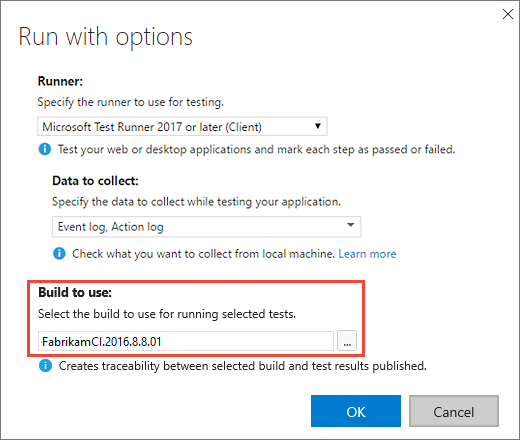 Run with options
Runner:
Specify the runner to use for testing.
Microsoft Test Runner 2017 or later (Client)
Test your web or desktop applications and mark each step as passed or failed.
Data to collect:
Specify the data to collect while testing your application.
Event log, Action log
Check what you want to collect from local machine. Learn more
Build to use:
Select the build to use for running selected tests.
FabrikamCI.2016.8.8.01 ...
Creates traceability between selected build and test results published.
OK Cancel